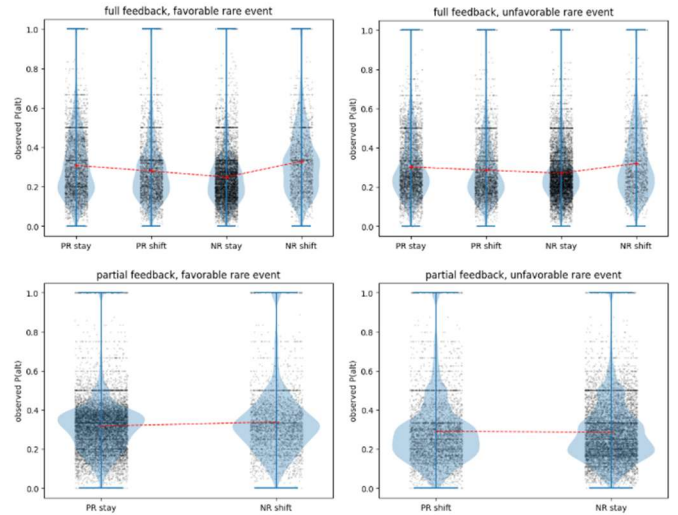 full feedback, favorable rare event
observed P(alt)
1.0
0.8
0.6
0.4
0.2
0.0
PR stay PR shift NR stay NR shift
full feedback, unfavorable rare event
observed P(alt)
1.0
0.8
0.6
0.4
0.2
0.0
PR stay PR shift NR stay NR shift
partial feedback, favorable rare event
observed P(alt)
1.0
0.8
0.6
0.4
0.2
0.0
PR stay NR shift
partial feedback, unfavorable rare event
observed P(alt)
1.0
0.8
0.6
0.4
0.2
0.0
PR shift NR stay